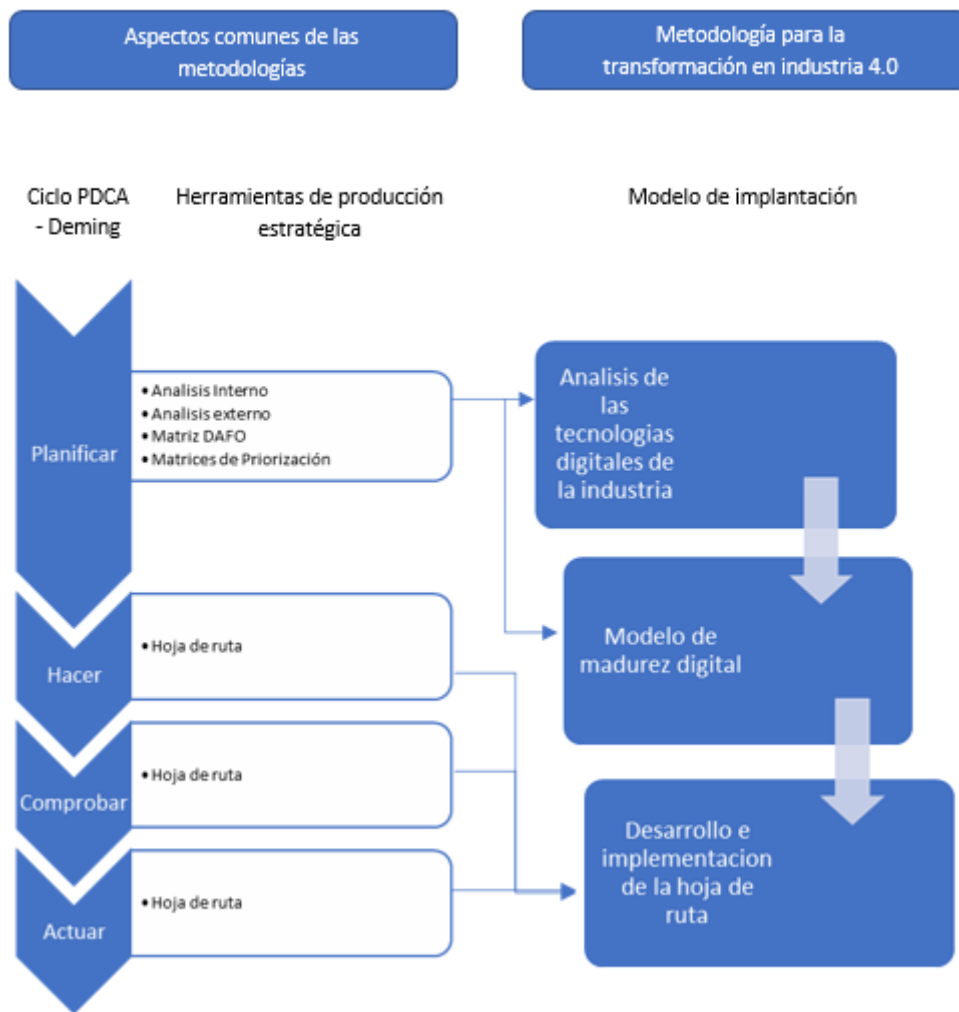 Aspectos comunes de las
metodologías
Metodología para la
transformación en industria 4.0
Ciclo PDCA
- Deming
Herramientas de producción
estratégica
Modelo de implantación
Planificar
• Analisis Interno
• Analisis externo
• Matriz DAFO
• Matrices de Priorización
Analisis de
las
tecnologias
digitales de
la industria
Modelo de
madurez digital
Hacer
• Hoja de ruta
Comprobar
• Hoja de ruta
Desarrollo e
implementacion
de la hoja de
ruta
Actuar
• Hoja de ruta